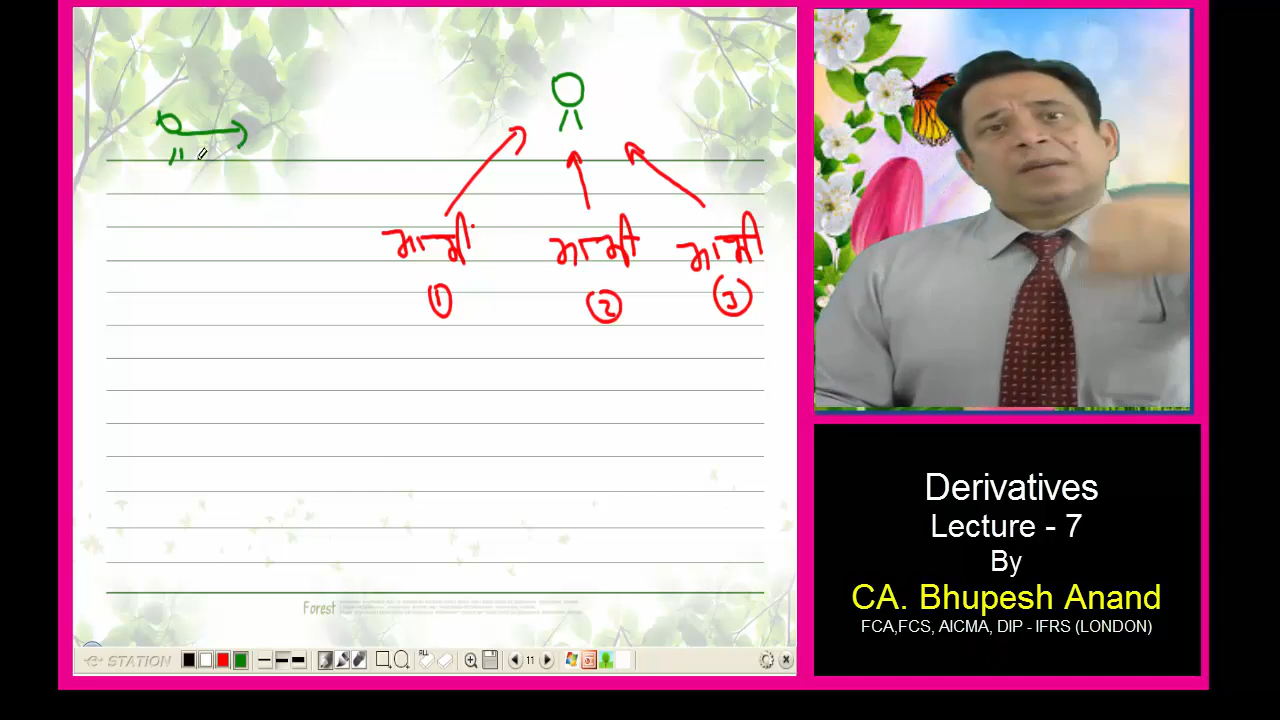 भाभी भाभी भाभी
① ② ③
Forest
e-STATION
ALL
11
Derivatives
Lecture - 7
By
CA. Bhupesh Anand
FCA,FCS, AICMA, DIP - IFRS (LONDON)